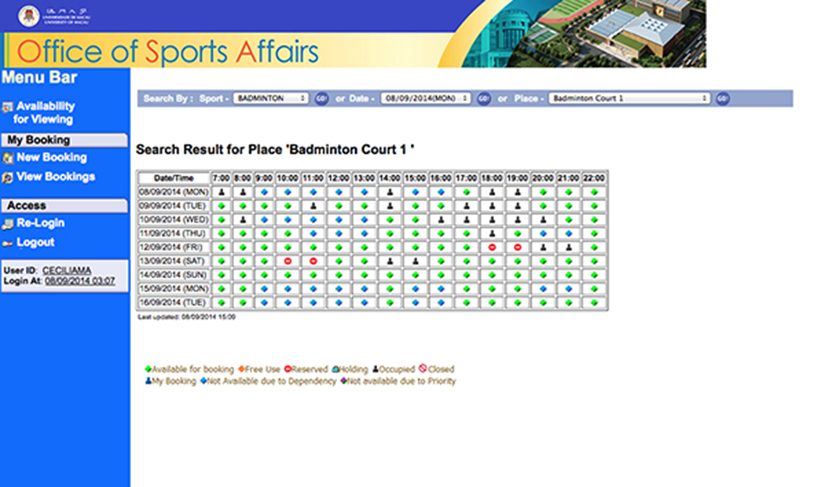 澳門大學
UNIVERSIDADE DE MACAU
UNIVERSITY OF MACAU
Office of Sports Affairs
Menu Bar
Availability
for Viewing
My Booking
New Booking
View Bookings
Access
Re-Login
Logout
User ID: CECILIAMA
Login At: 08/09/2014 03:07
Search By : Sport - BADMINTON GO! or Date - 08/09/2014(MON) GO! or Place - Badminton Court 1 GO!
Search Result for Place 'Badminton Court 1 '
Date/Time 7:00 8:00 9:00 10:00 11:00 12:00 13:00 14:00 15:00 16:00 17:00 18:00 19:00 20:00 21:00 22:00
08/09/2014 (MON)
09/09/2014 (TUE)
10/09/2014 (WED)
11/09/2014 (THU)
12/09/2014 (FRI)
13/09/2014 (SAT)
14/09/2014 (SUN)
15/09/2014 (MON)
16/09/2014 (TUE)
Last updated: 08/09/2014 15:09
Available for booking Free Use Reserved Holding Occupied Closed
My Booking Not Available due to Dependency Not available due to Priority